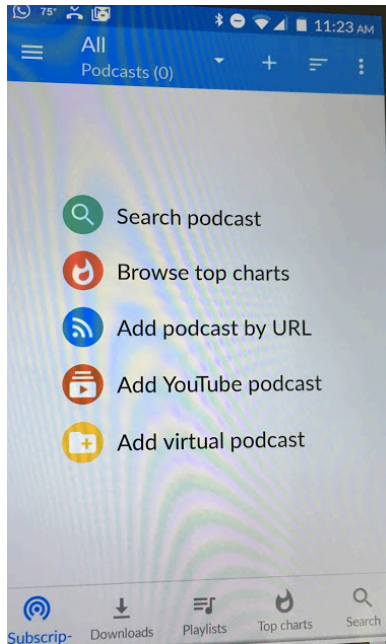 75° 11:23 AM
All
Podcasts (0)
Search podcast
Browse top charts
Add podcast by URL
Add YouTube podcast
Add virtual podcast
Subscrip- Downloads Playlists Top charts Search